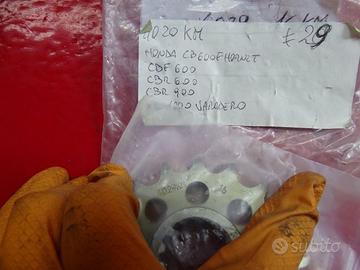 4020 KM
£ 29
HONDA CB600F HORNET
CBF 600
CBR 600
CBR 900
1000 VARADERO
subito